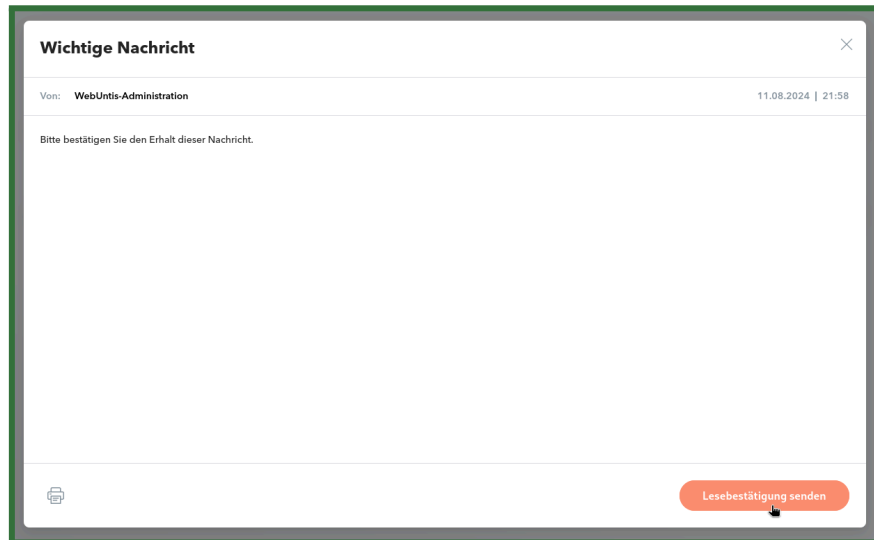 Wichtige Nachricht
Von: WebUntis-Administration 11.08.2024 | 21:58
Bitte bestätigen Sie den Erhalt dieser Nachricht.
Lesebestätigung senden